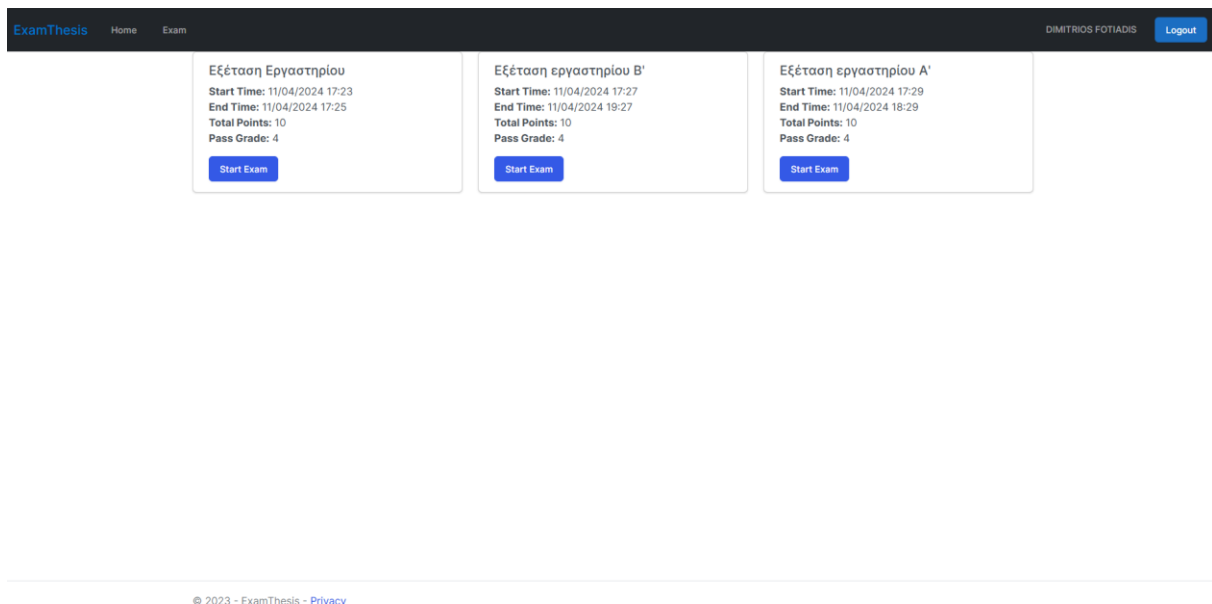 ExamThesis Home Exam DIMITRIOS FOTIADIS Logout
Εξέταση Εργαστηρίου
Start Time: 11/04/2024 17:23
End Time: 11/04/2024 17:25
Total Points: 10
Pass Grade: 4
Start Exam
Εξέταση εργαστηρίου Β'
Start Time: 11/04/2024 17:27
End Time: 11/04/2024 19:27
Total Points: 10
Pass Grade: 4
Start Exam
Εξέταση εργαστηρίου Α'
Start Time: 11/04/2024 17:29
End Time: 11/04/2024 18:29
Total Points: 10
Pass Grade: 4
Start Exam
© 2023 - ExamThesis - Privacy